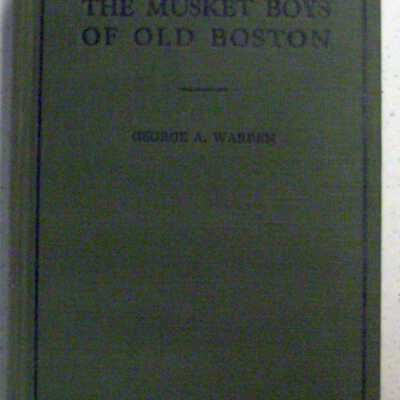 THE MUSKET BOYS
OF OLD BOSTON
GEORGE A. WARREN